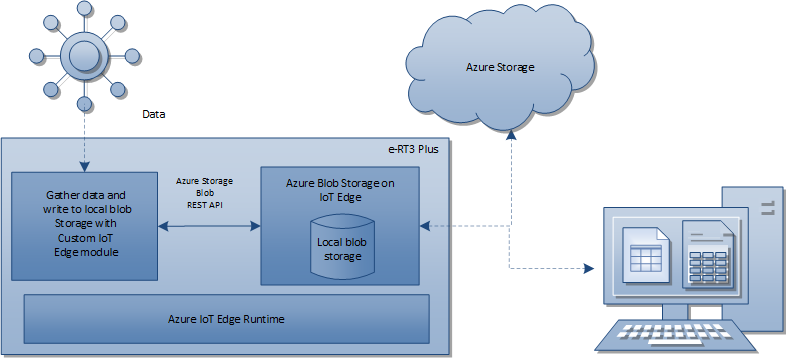 Azure Storage
Data
e-RT3 Plus
Gather data and
write to local blob
Storage with
Custom IoT
Edge module
Azure Storage
Blob
REST API
Azure Blob Storage on
IoT Edge
Local blob
storage
Azure IoT Edge Runtime